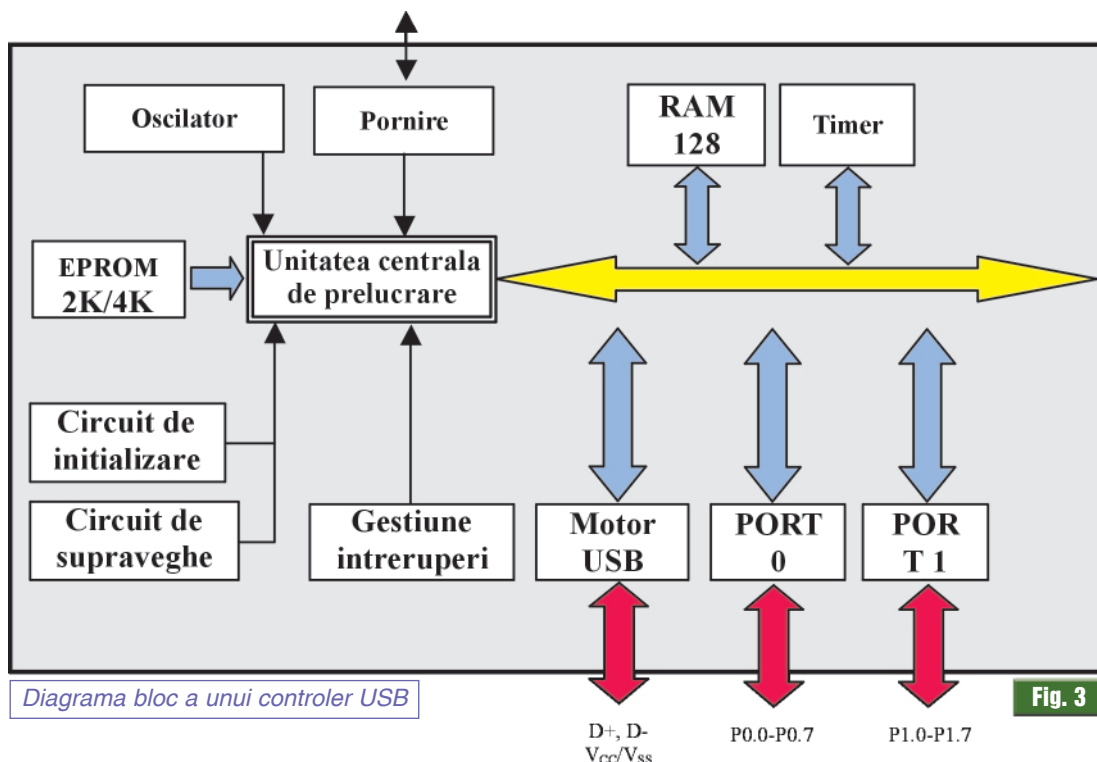 Oscilator
Pornire
RAM
128
Timer
EPROM
2K/4K
Unitatea centrala
de prelucrare
Circuit de
initializare
Circuit de
supraveghe
Gestiune
intreruperi
Motor
USB
PORT
0
POR
T 1
Diagrama bloc a unui controler USB
Fig. 3
D+, D-
VCC/VSS
P0.0-P0.7
P1.0-P1.7